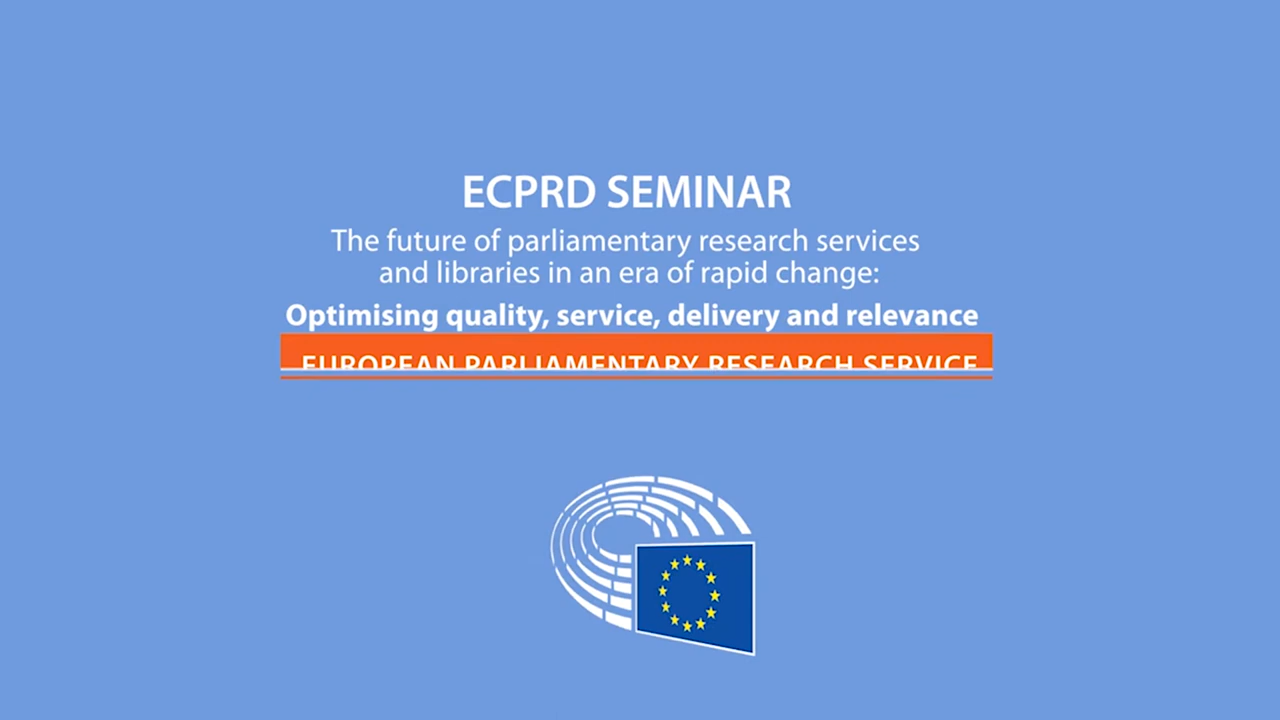 ECPRD SEMINAR
The future of parliamentary research services
and libraries in an era of rapid change:
Optimising quality, service, delivery and relevance
EUROPEAN PARLIAMENTARY RESEARCH SERVICE